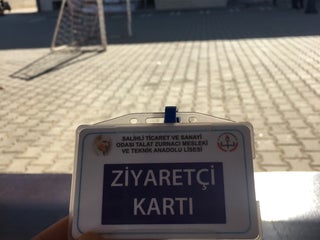 SALİHLİ TİCARET VE SANAYİ
ODASI TALAT ZURNACI MESLEKİ
VE TEKNİK ANADOLU LİSESİ
ZİYARETÇİ
KARTI